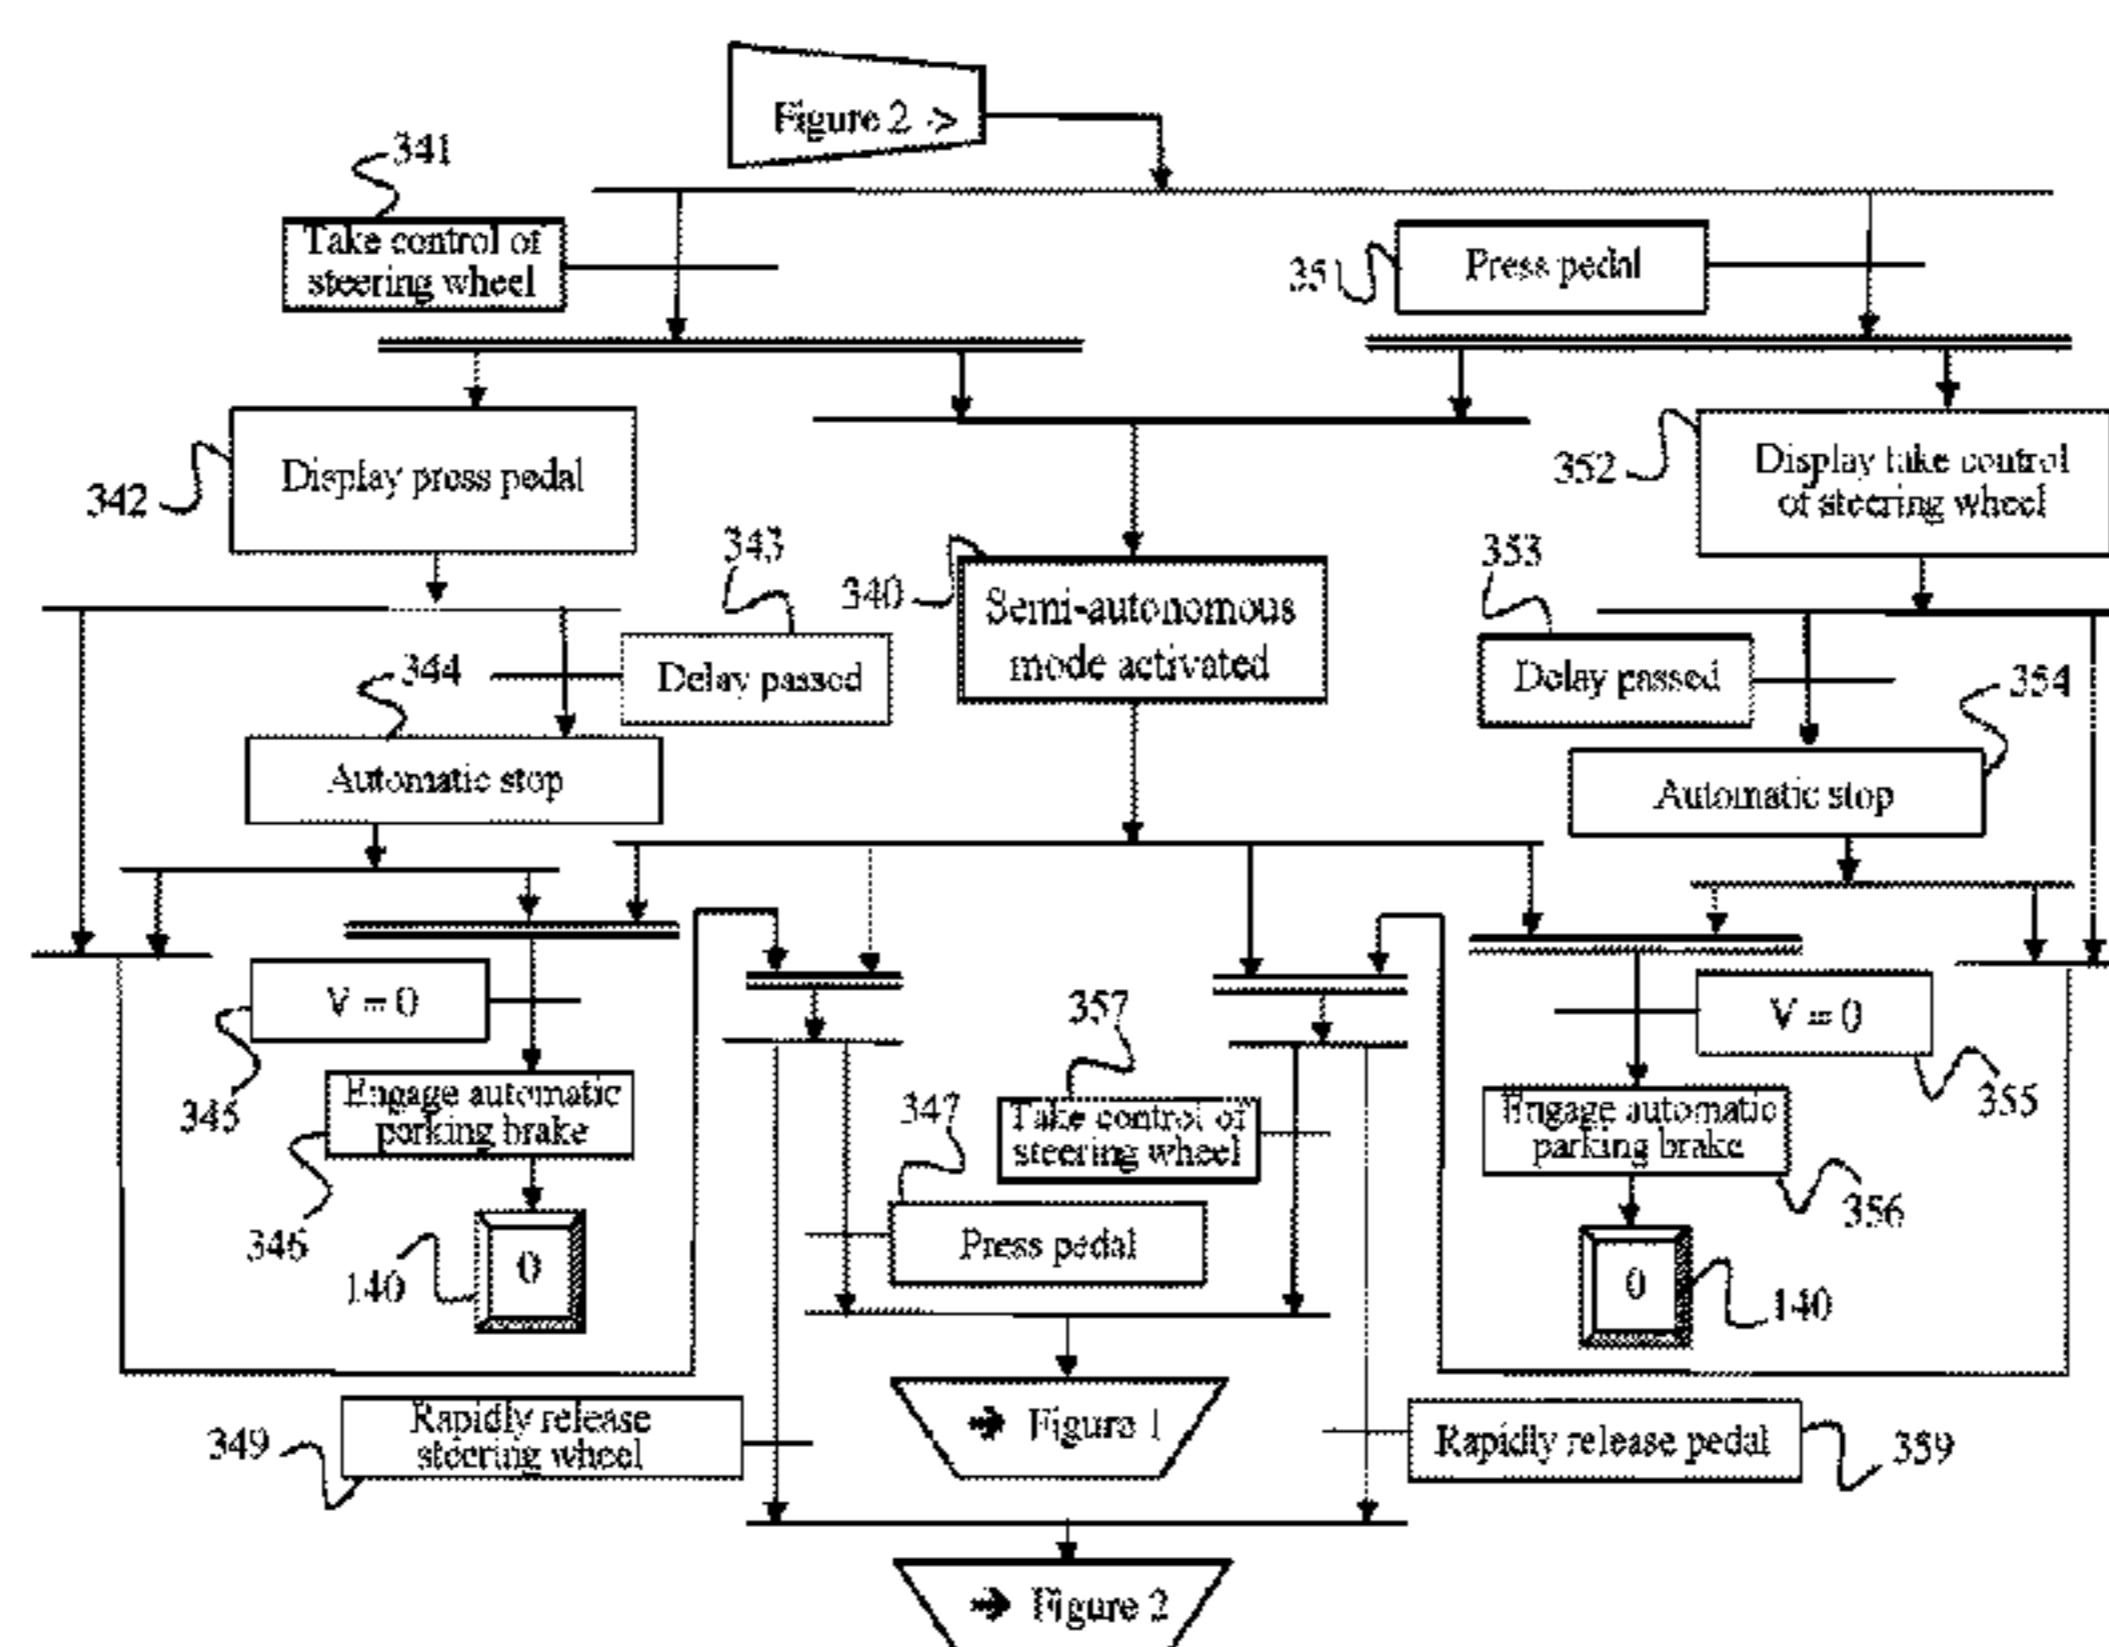 Figure 2 ->
341
Take control of
steering wheel
351
Press pedal
342
Display press pedal
352
Display take control
of steering wheel
343
340
Semi-autonomous
mode activated
353
344
Delay passed
Delay passed
354
Automatic stop
Automatic stop
V = 0
357
V = 0
345
Engage automatic
parking brake
347
Take control of
steering wheel
Engage automatic
parking brake
355
346
Press pedal
356
140
0
0
140
349
Rapidly release
steering wheel
Figure 1
Rapidly release pedal
359
Figure 2